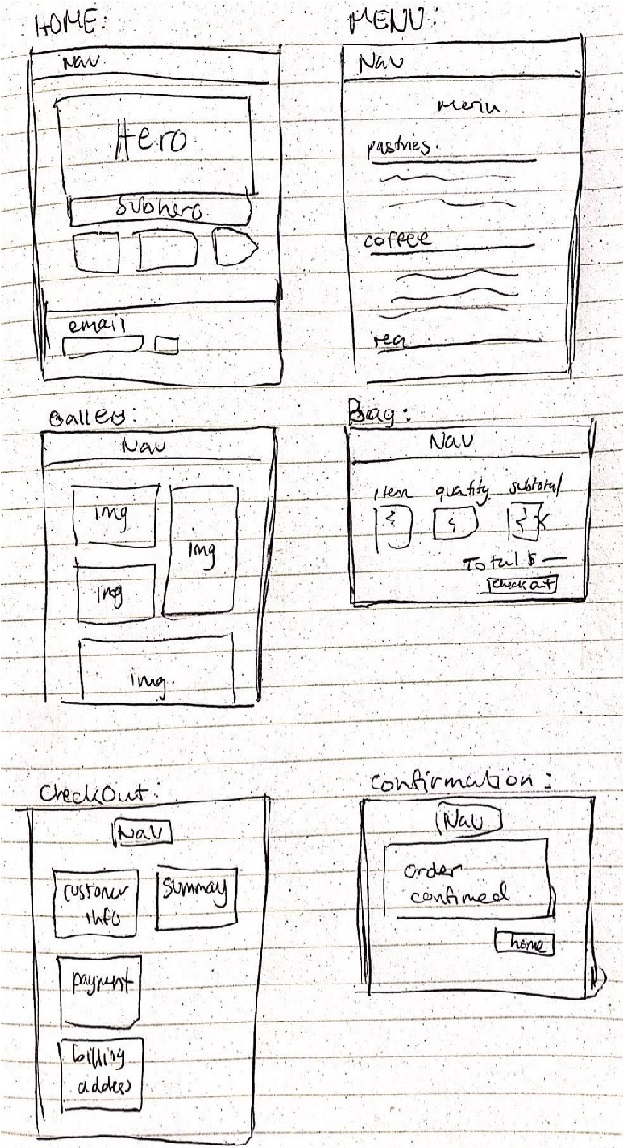 HOME:
Nav
Hero
Subhero
email
MENU:
Nav
Menu
pastries.
coffee
tea
Gallery:
Nav
img
img
img
img
Bag:
Nav
item quantity subtotal
Total $
checkout
CheckOut:
Nav
customer
info
Summary
payment
billing
address
Confirmation:
Nav
order
confirmed
home